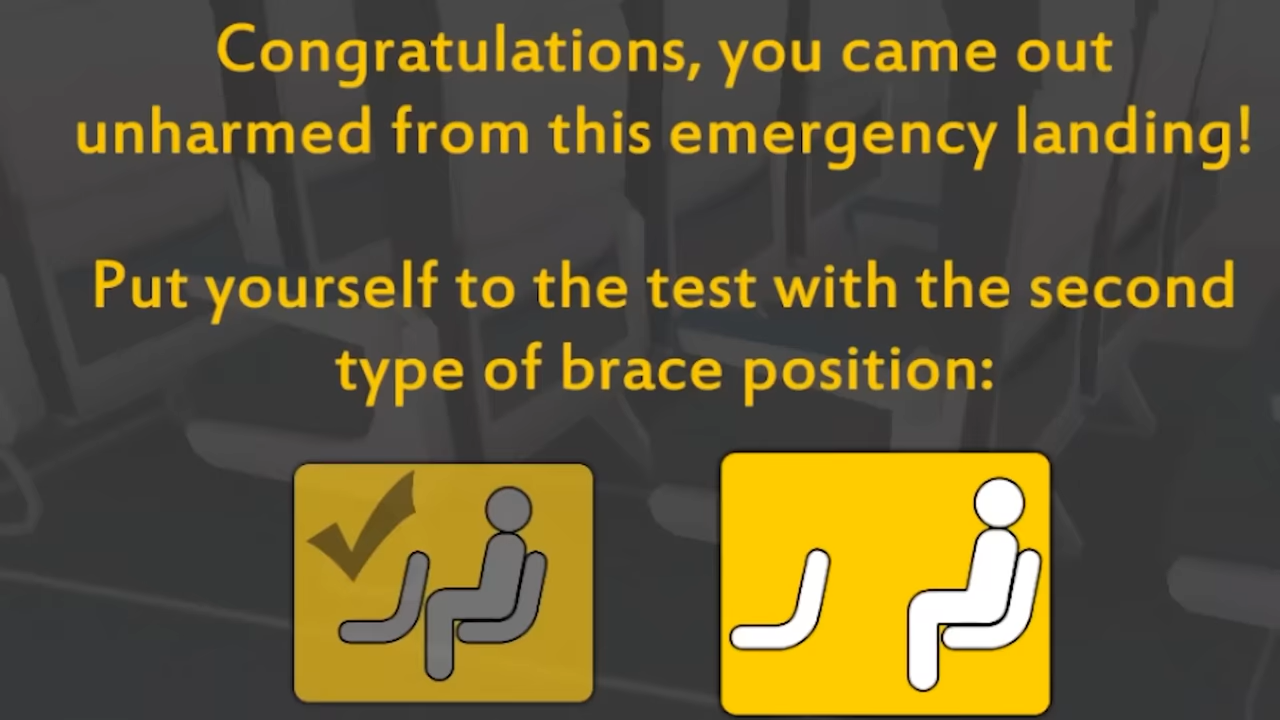 Congratulations, you came out
unharmed from this emergency landing!
Put yourself to the test with the second
type of brace position: